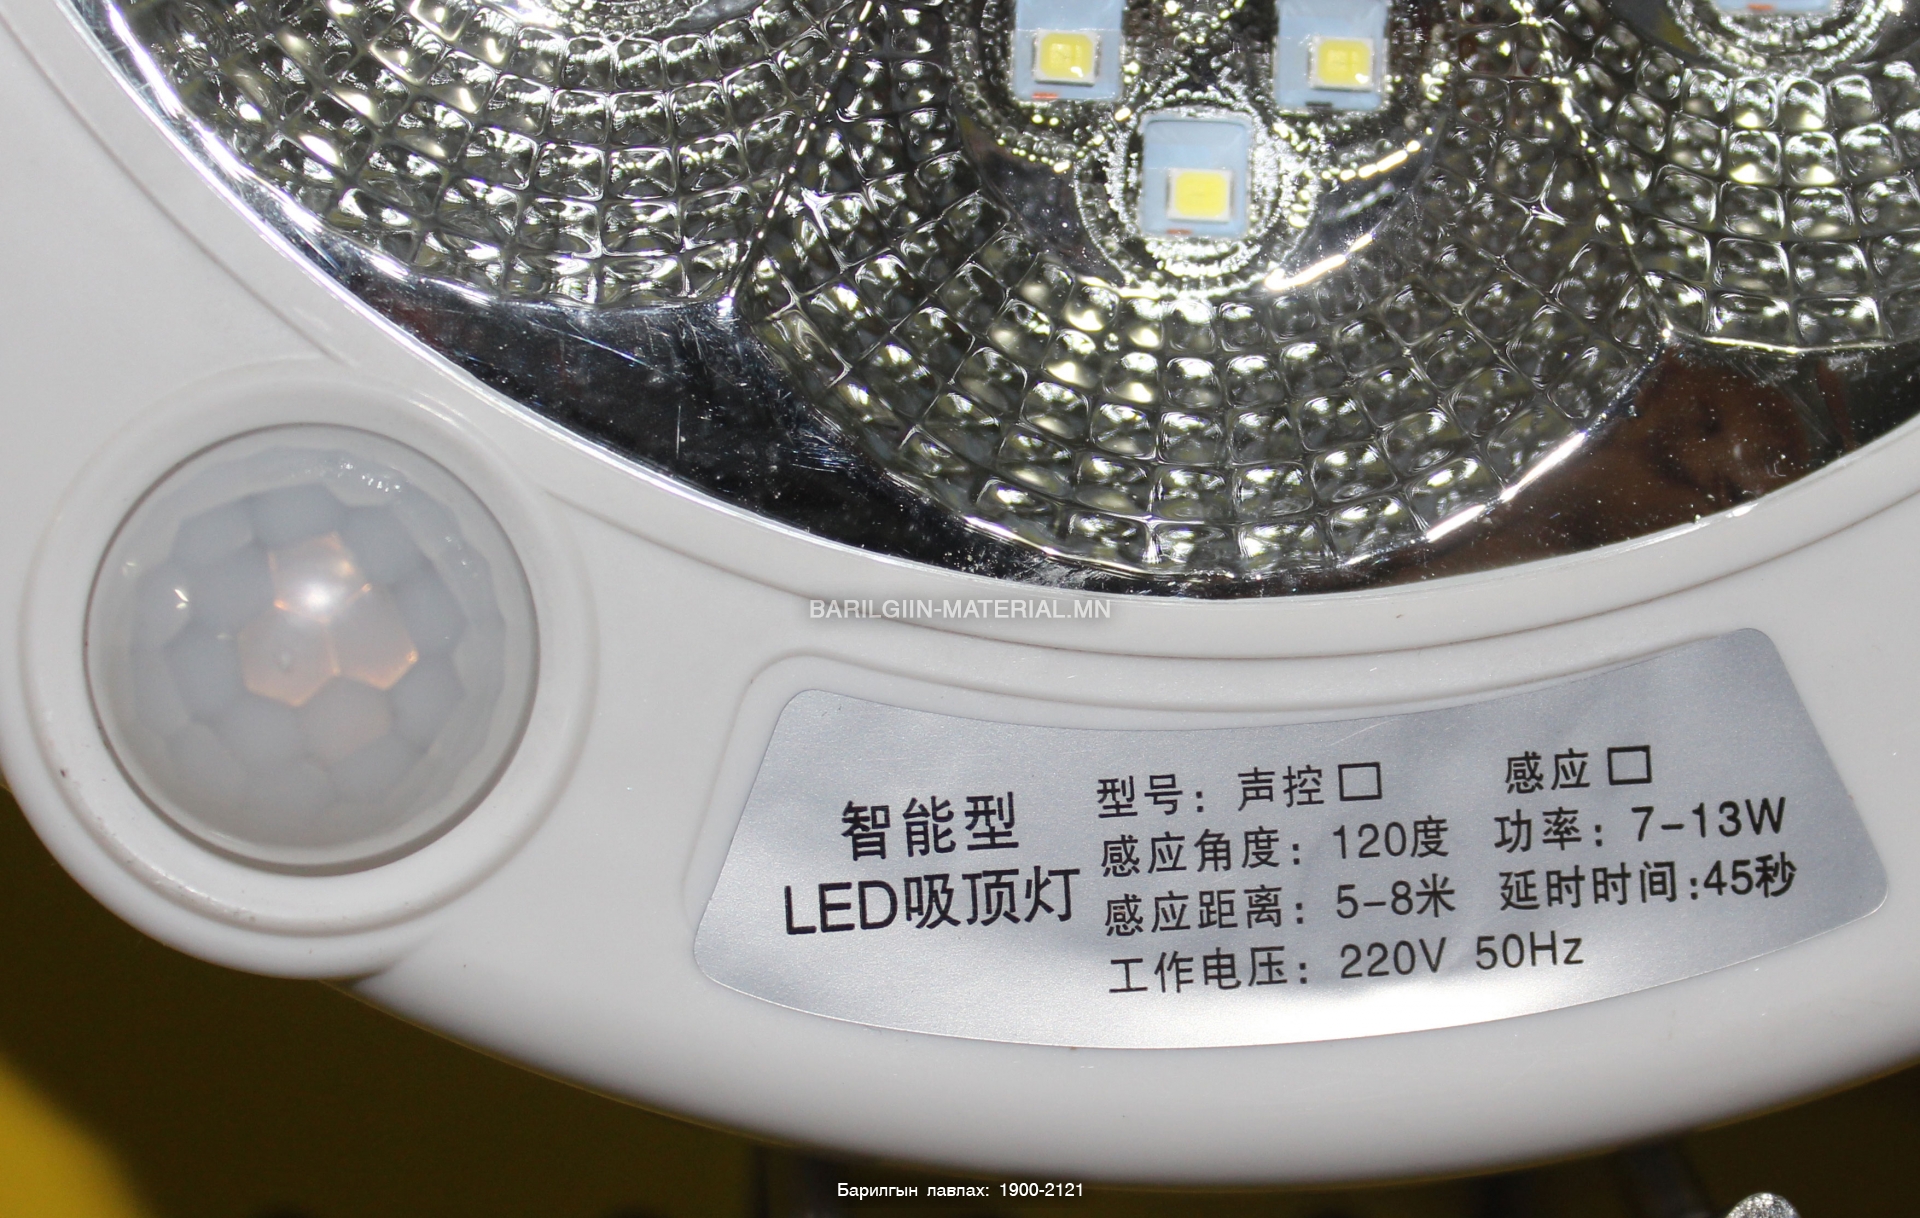 BARILGIIN-MATERIAL.MN
智能型
LED吸顶灯
型号：声控□ 感应□
感应角度：120度 功率：7-13W
感应距离：5-8米 延时时间:45秒
工作电压：220V 50Hz
Барилгын лавлах: 1900-2121